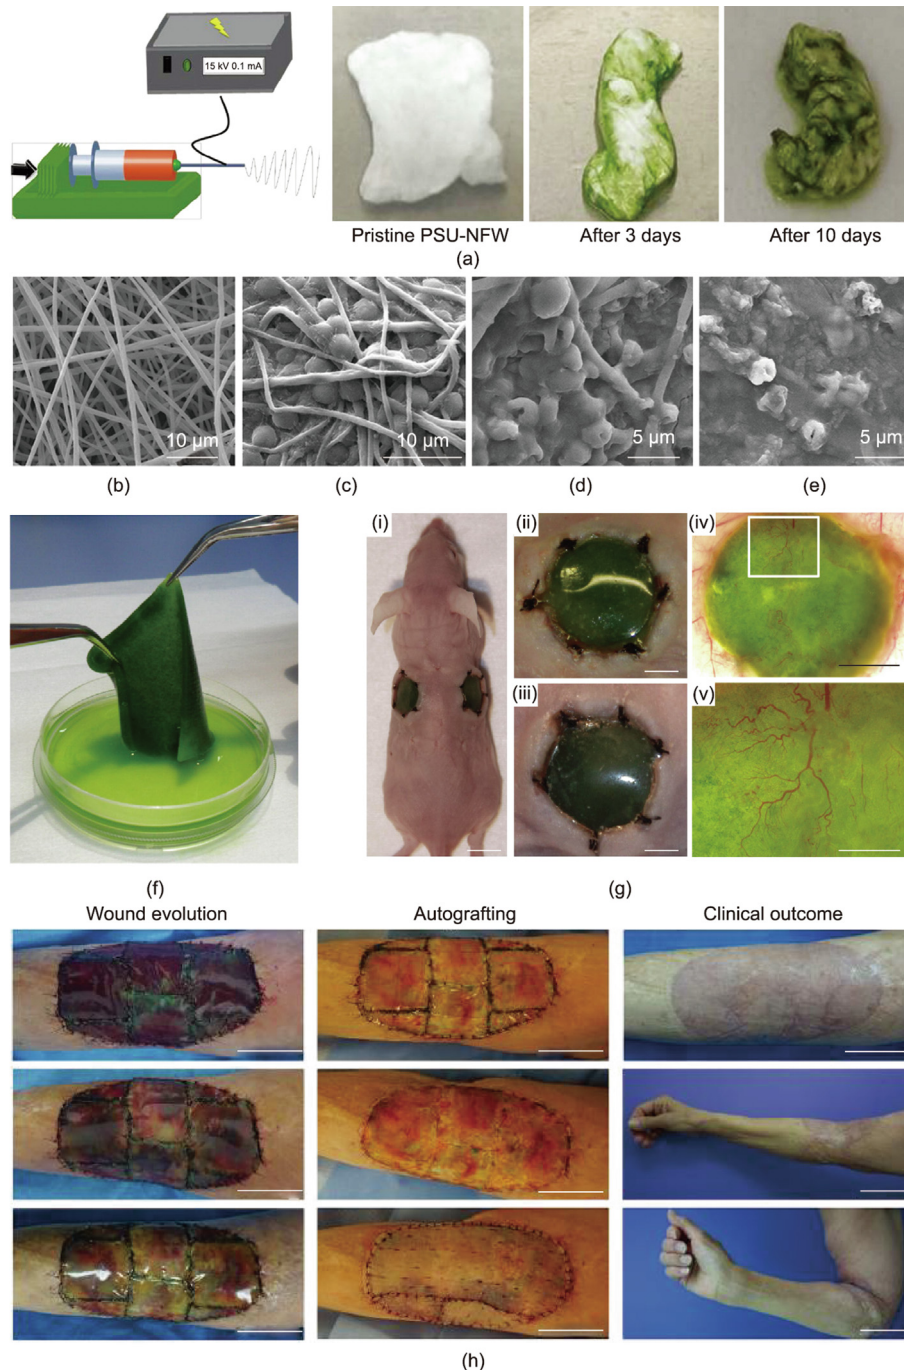 15 kV 0.1 mA
Pristine PSU-NFW
After 3 days
After 10 days
(a)
10 µm
10 µm
5 µm
5 µm
(b)
(c)
(d)
(e)
(i)
(ii)
(iv)
(iii)
(v)
(f)
(g)
Wound evolution
Autografting
Clinical outcome
(h)